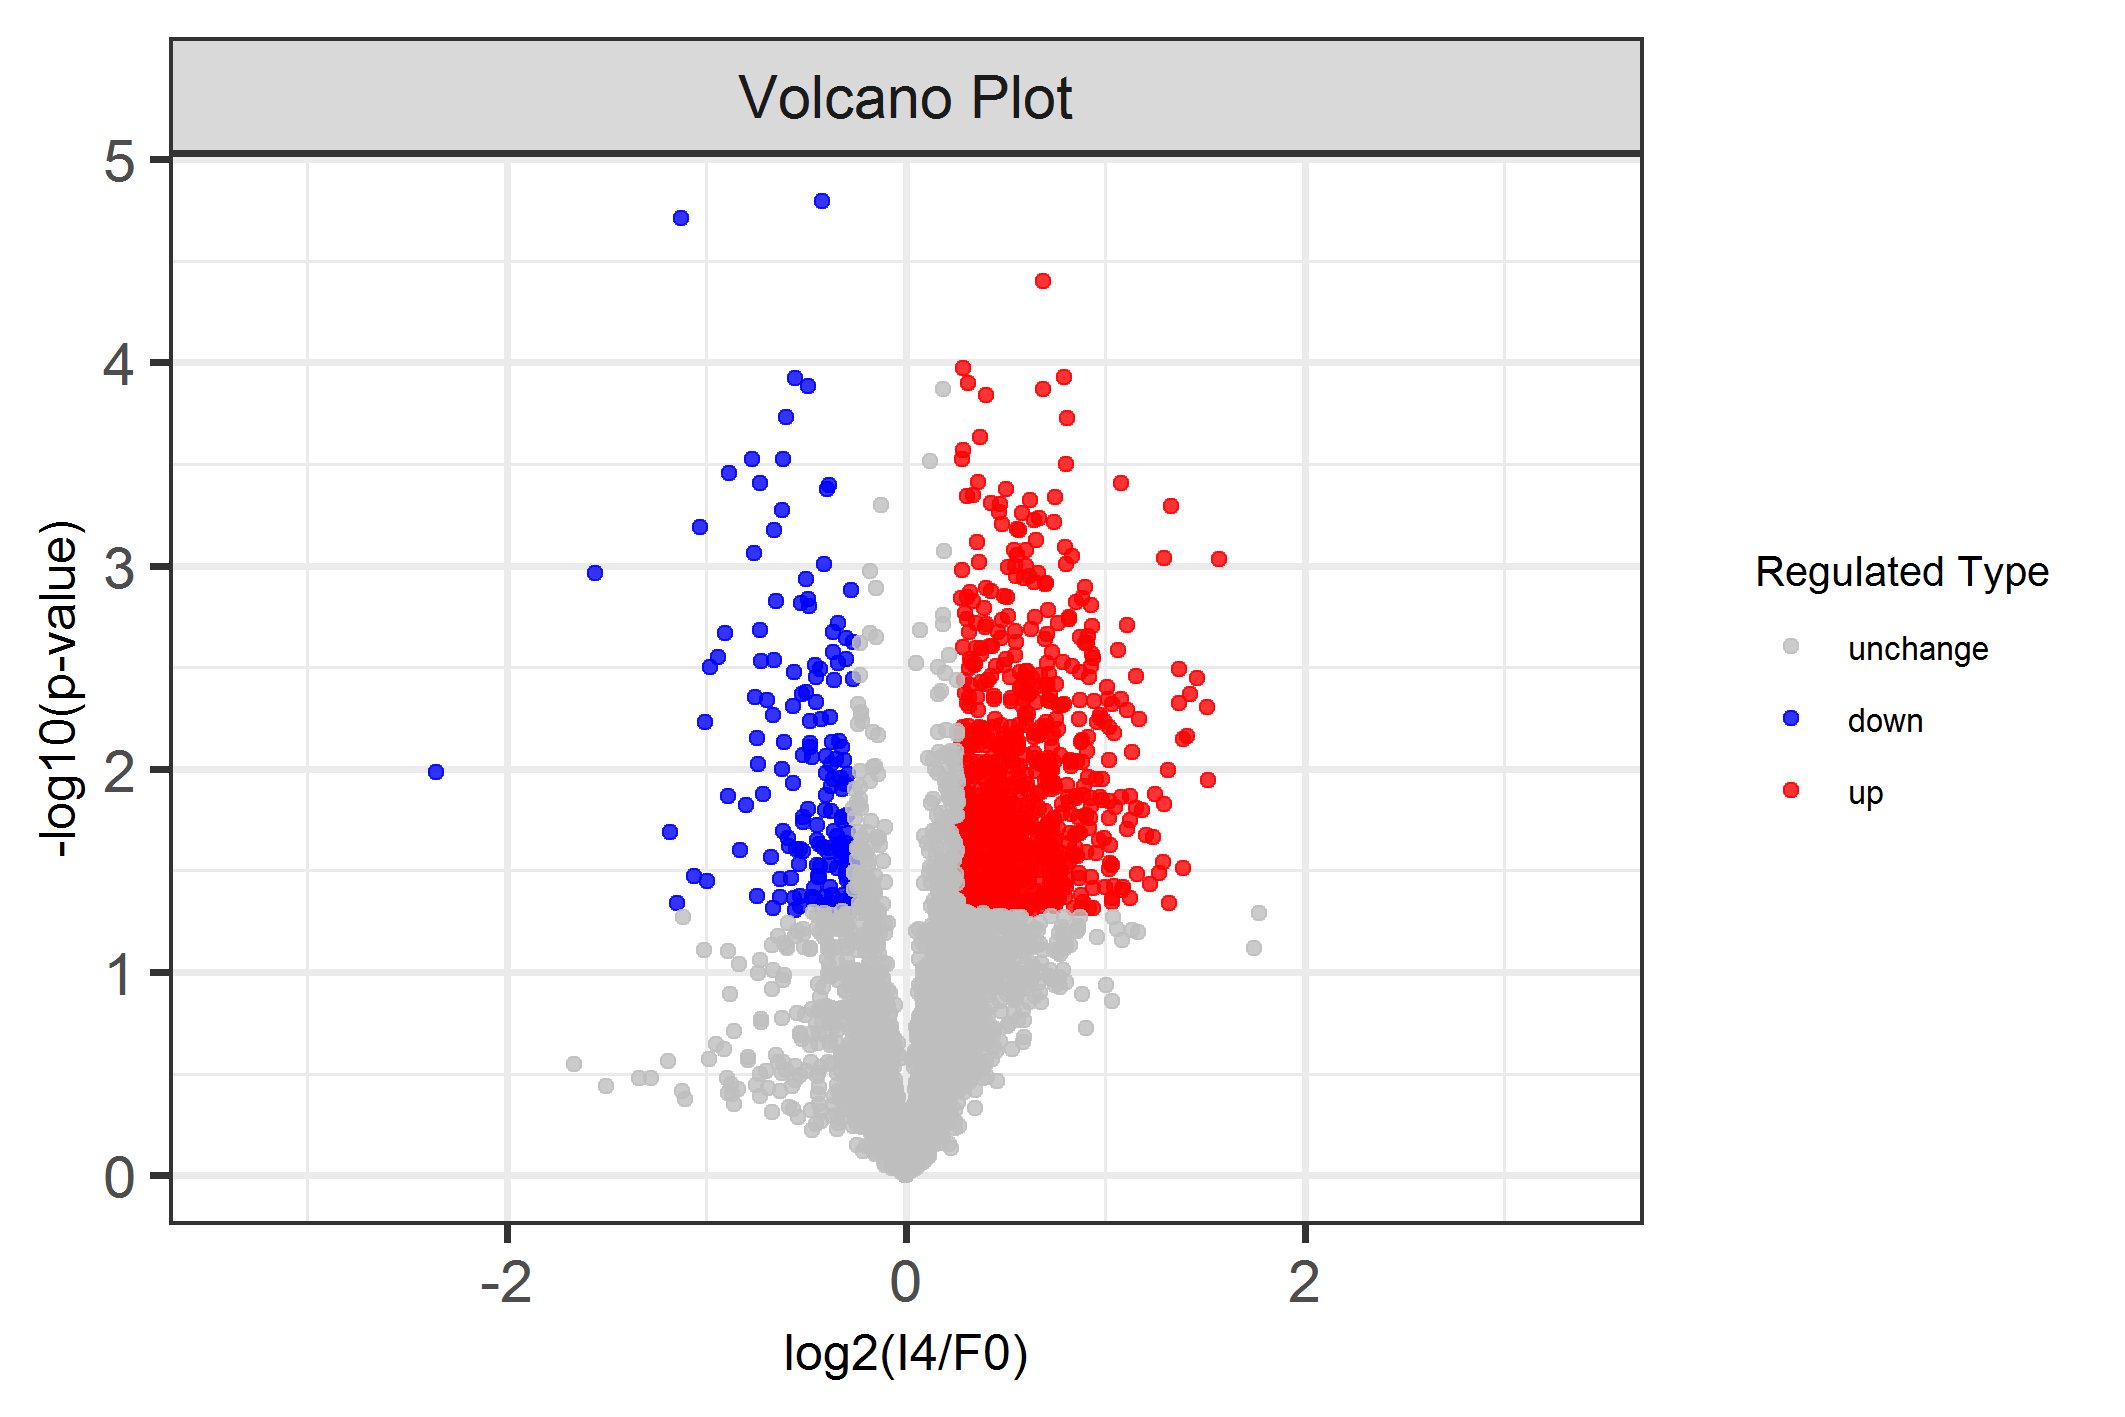 Volcano Plot
5
4
3
2
1
0
-log10(p-value)
-2
0
2
log2(I4/F0)
Regulated Type
unchange
down
up